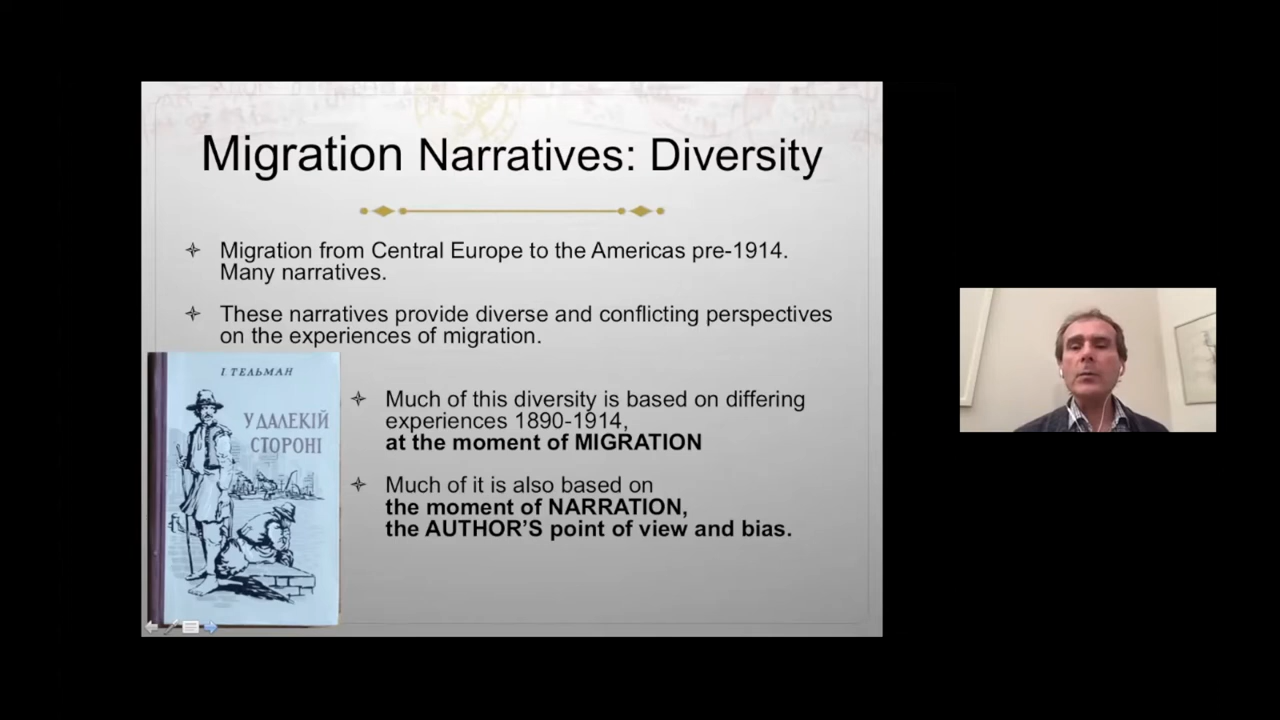 Migration Narratives: Diversity
Migration from Central Europe to the Americas pre-1914.
Many narratives.
These narratives provide diverse and conflicting perspectives
on the experiences of migration.
І ТЕЛЬМАН
У ДАЛЕКІЙ
СТОРОНІ
Much of this diversity is based on differing
experiences 1890-1914,
at the moment of MIGRATION
Much of it is also based on
the moment of NARRATION,
the AUTHOR'S point of view and bias.